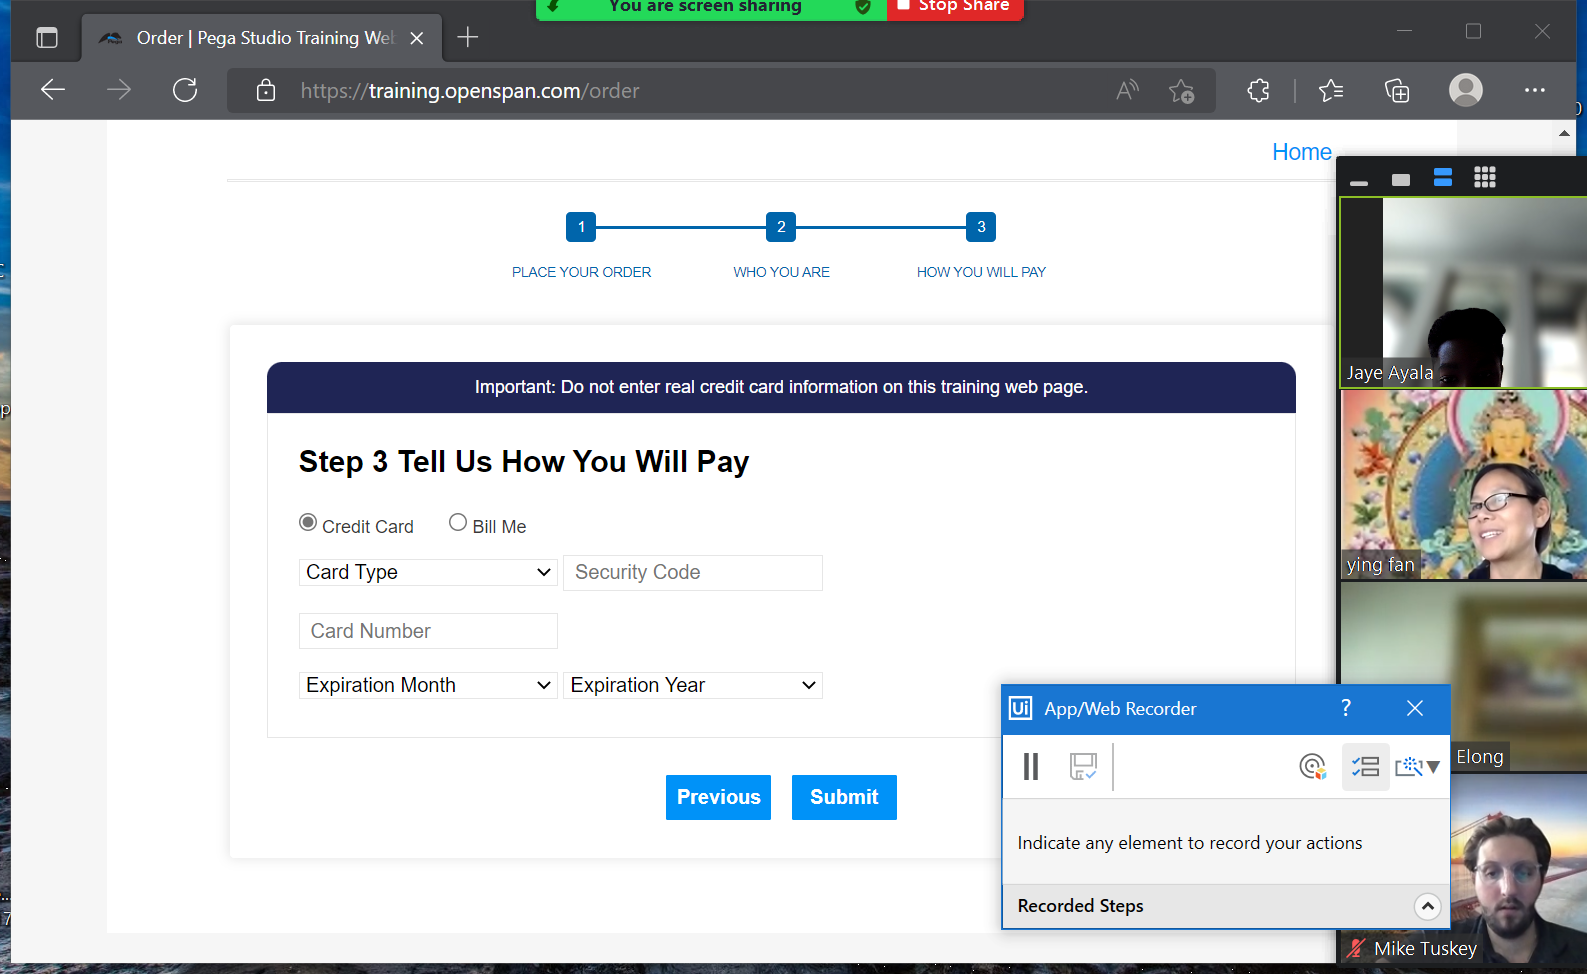 You are screen sharing
Stop Share
Order | Pega Studio Training Web
https://training.openspan.com/order
Home
1
2
3
PLACE YOUR ORDER
WHO YOU ARE
HOW YOU WILL PAY
Important: Do not enter real credit card information on this training web page.
Step 3 Tell Us How You Will Pay
Credit Card
Bill Me
Card Type
Security Code
Card Number
Expiration Month
Expiration Year
Previous
Submit
Jaye Ayala
ying fan
Elong
Mike Tuskey
Ui App/Web Recorder
?
Indicate any element to record your actions
Recorded Steps